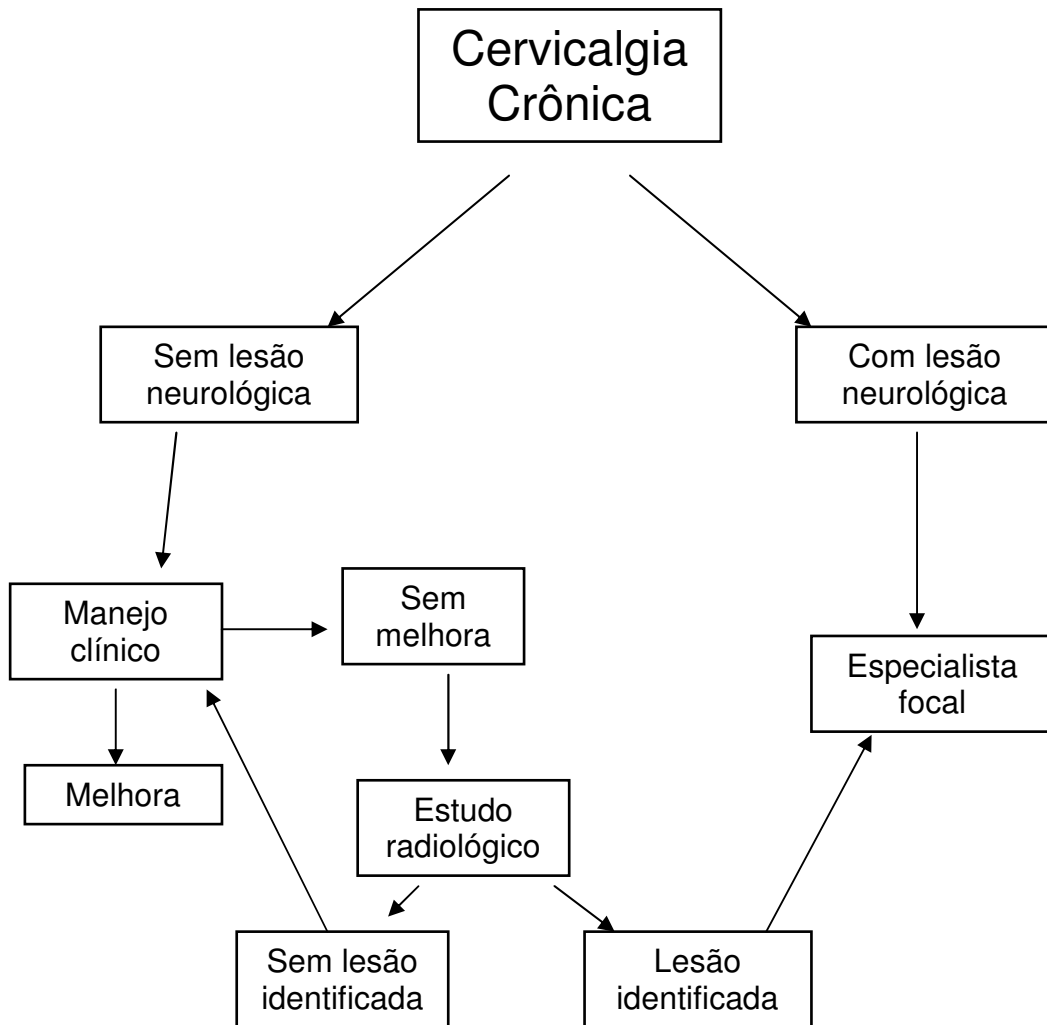 Cervicalgia
Crônica
Sem lesão
neurológica
Com lesão
neurológica
Manejo
clínico
Sem
melhora
Especialista
focal
Melhora
Estudo
radiológico
Sem lesão
identificada
Lesão
identificada